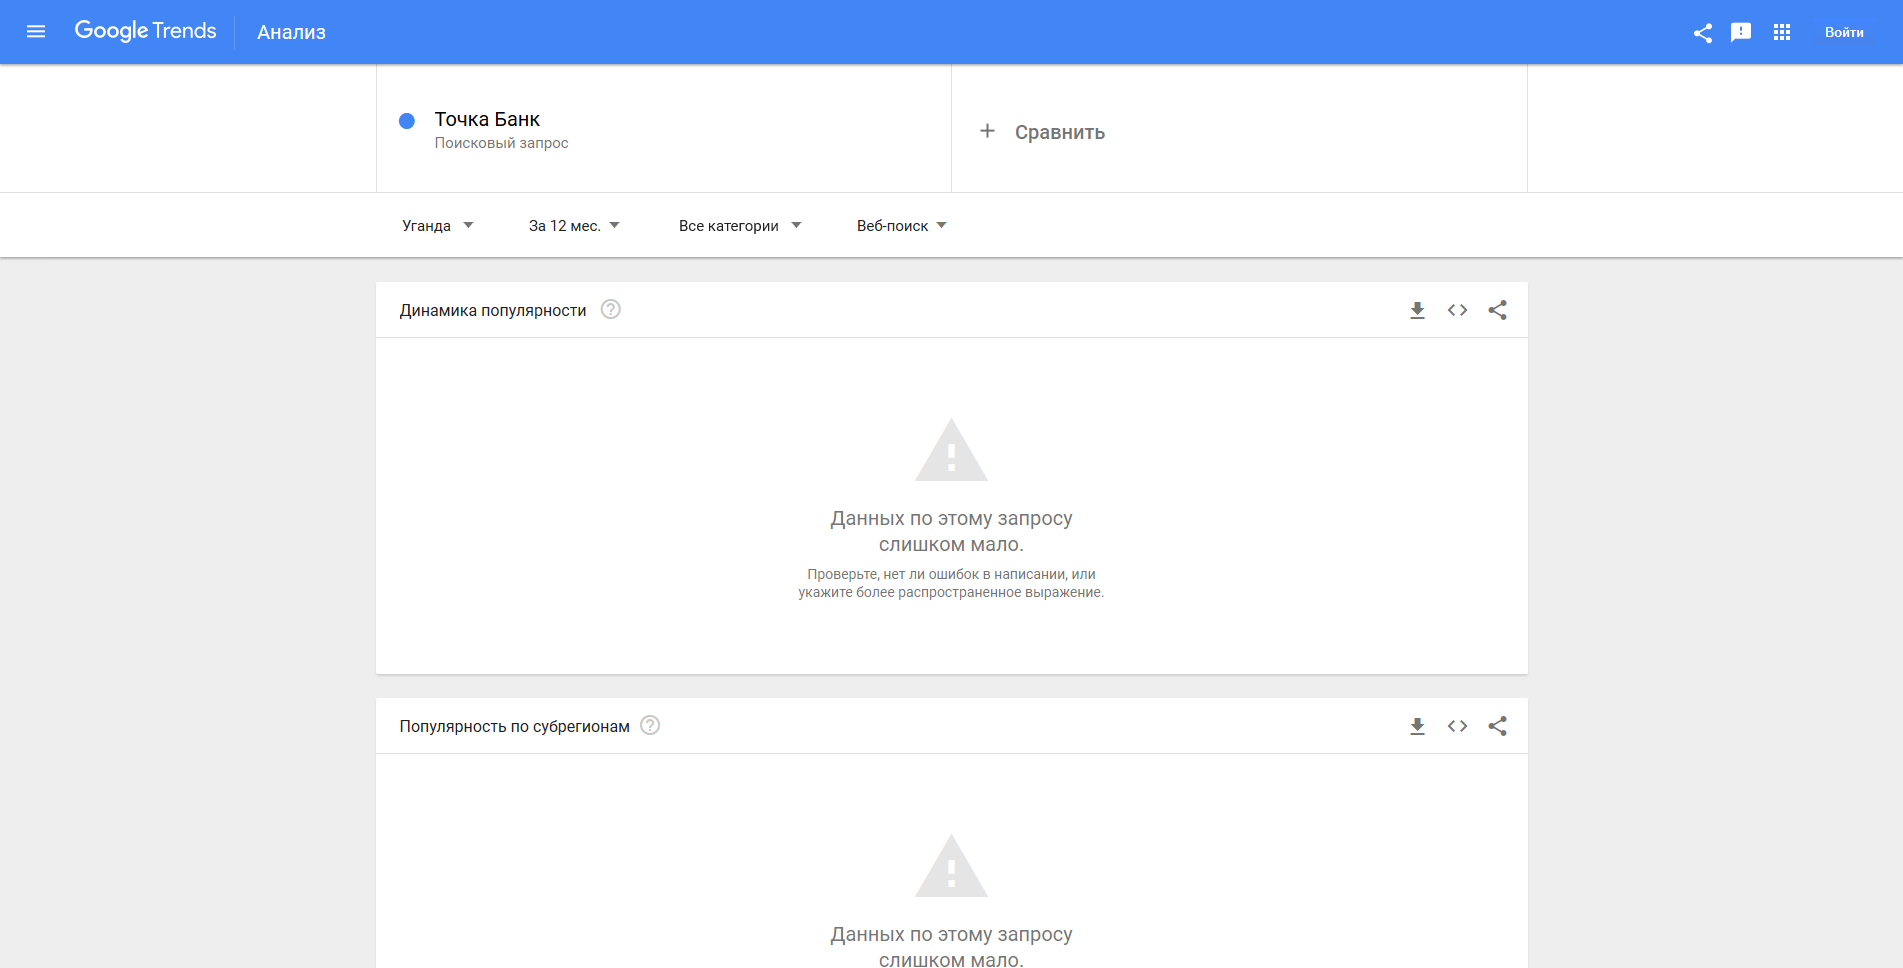 Google Trends
Анализ
Войти
Точка Банк
Поисковый запрос
Сравнить
Уганда
За 12 мес.
Все категории
Веб-поиск
Динамика популярности
Данных по этому запросу
слишком мало.
Проверьте, нет ли ошибок в написании, или
укажите более распространенное выражение.
Популярность по субрегионам
Данных по этому запросу
слишком мало.